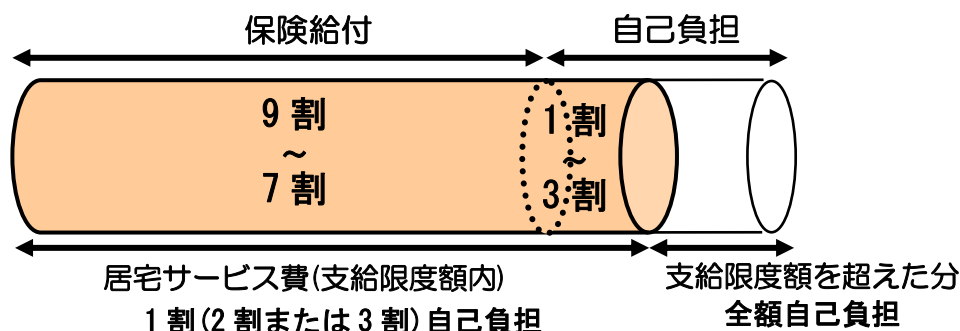 保険給付
自己負担
9割
～
7割
1割
～
3割
居宅サービス費(支給限度額内)
1割(2割または3割)自己負担
支給限度額を超えた分
全額自己負担